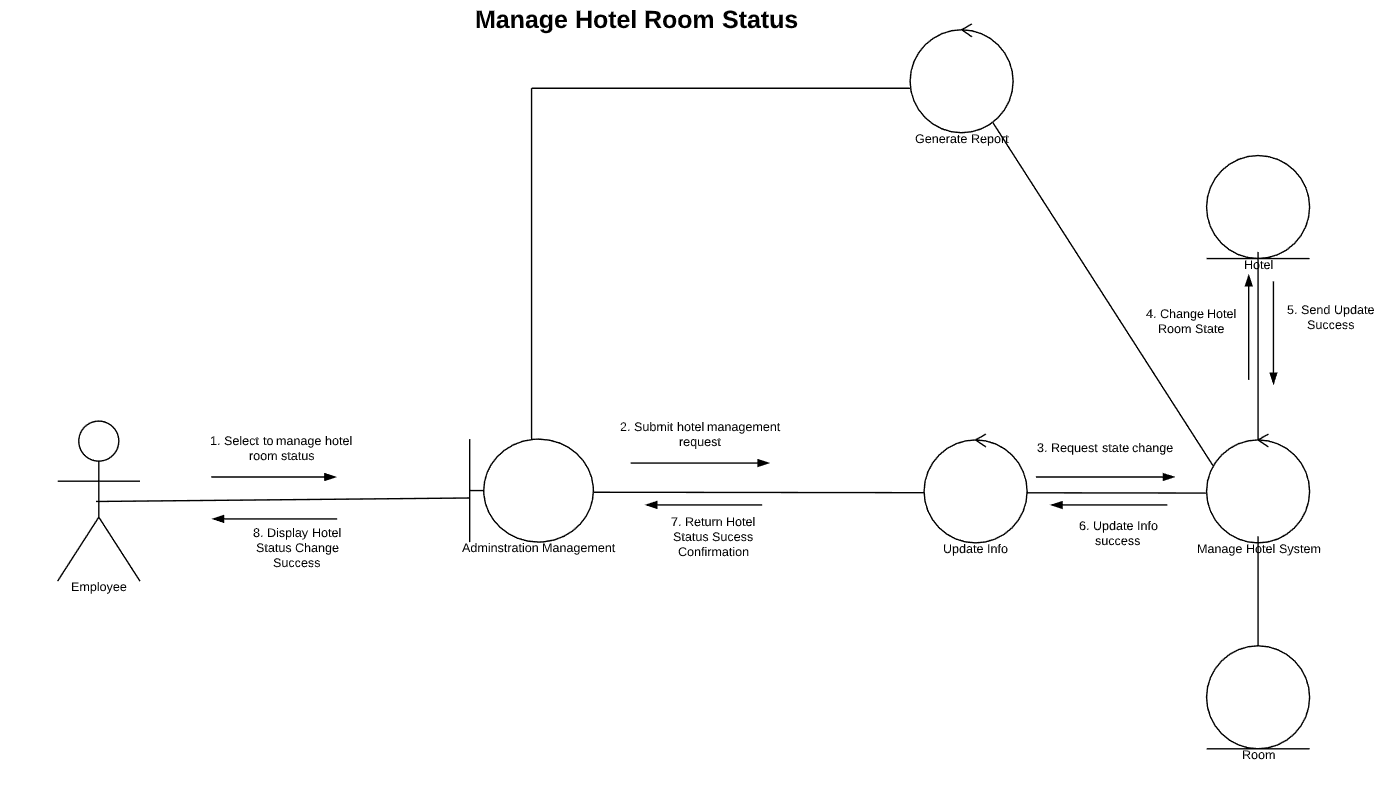 Manage Hotel Room Status
Generate Report
Hotel
4. Change Hotel
Room State
5. Send Update
Success
1. Select to manage hotel
room status
2. Submit hotel management
request
3. Request state change
8. Display Hotel
Status Change
Success
7. Return Hotel
Status Sucess
Confirmation
6. Update Info
success
Employee
Adminstration Management
Update Info
Manage Hotel System
Room